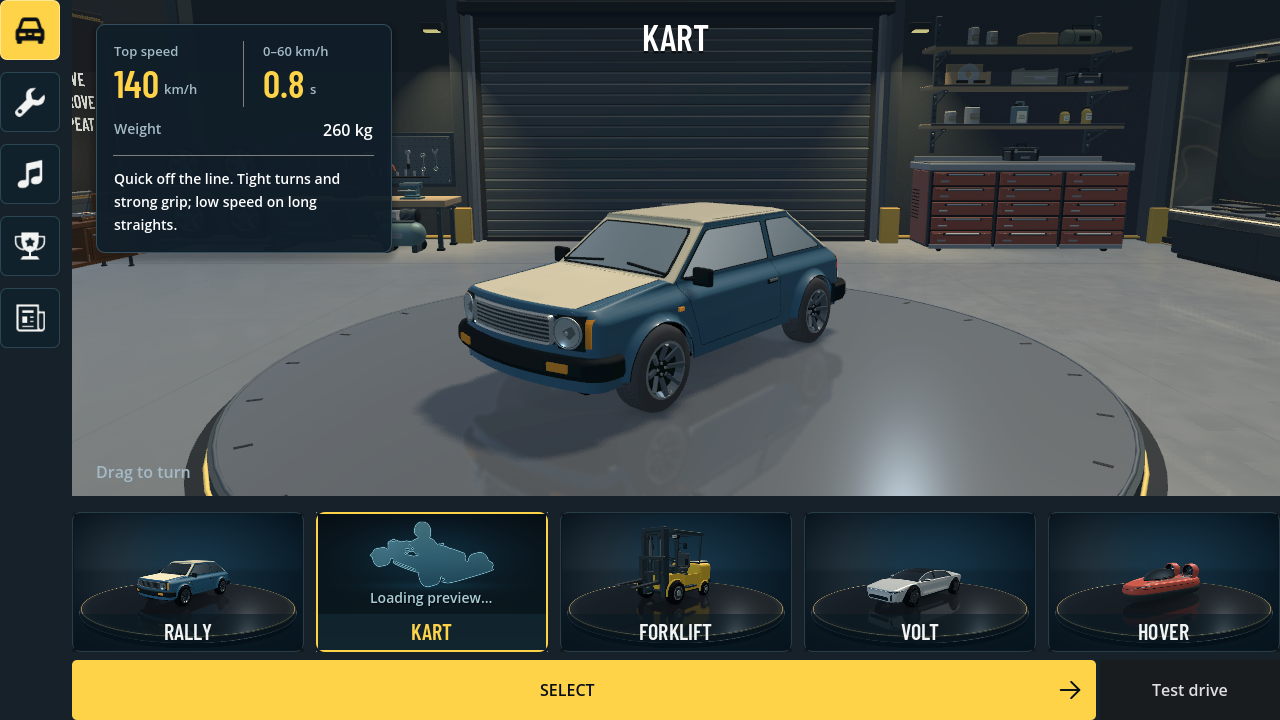 KART
Top speed
140 km/h
0–60 km/h
0.8 s
Weight
260 kg
Quick off the line. Tight turns and
strong grip; low speed on long
straights.
Drag to turn
RALLY
Loading preview...
KART
FORKLIFT
VOLT
HOVER
SELECT
Test drive